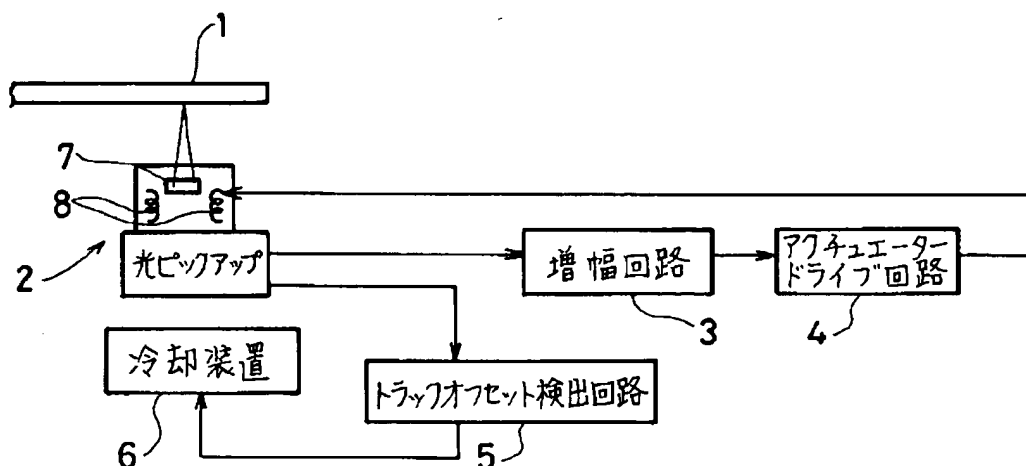 1
7
8
2
光ピックアップ
増幅回路
3
アクチュエーター
ドライブ回路
4
冷却装置
6
トラックオフセット検出回路
5